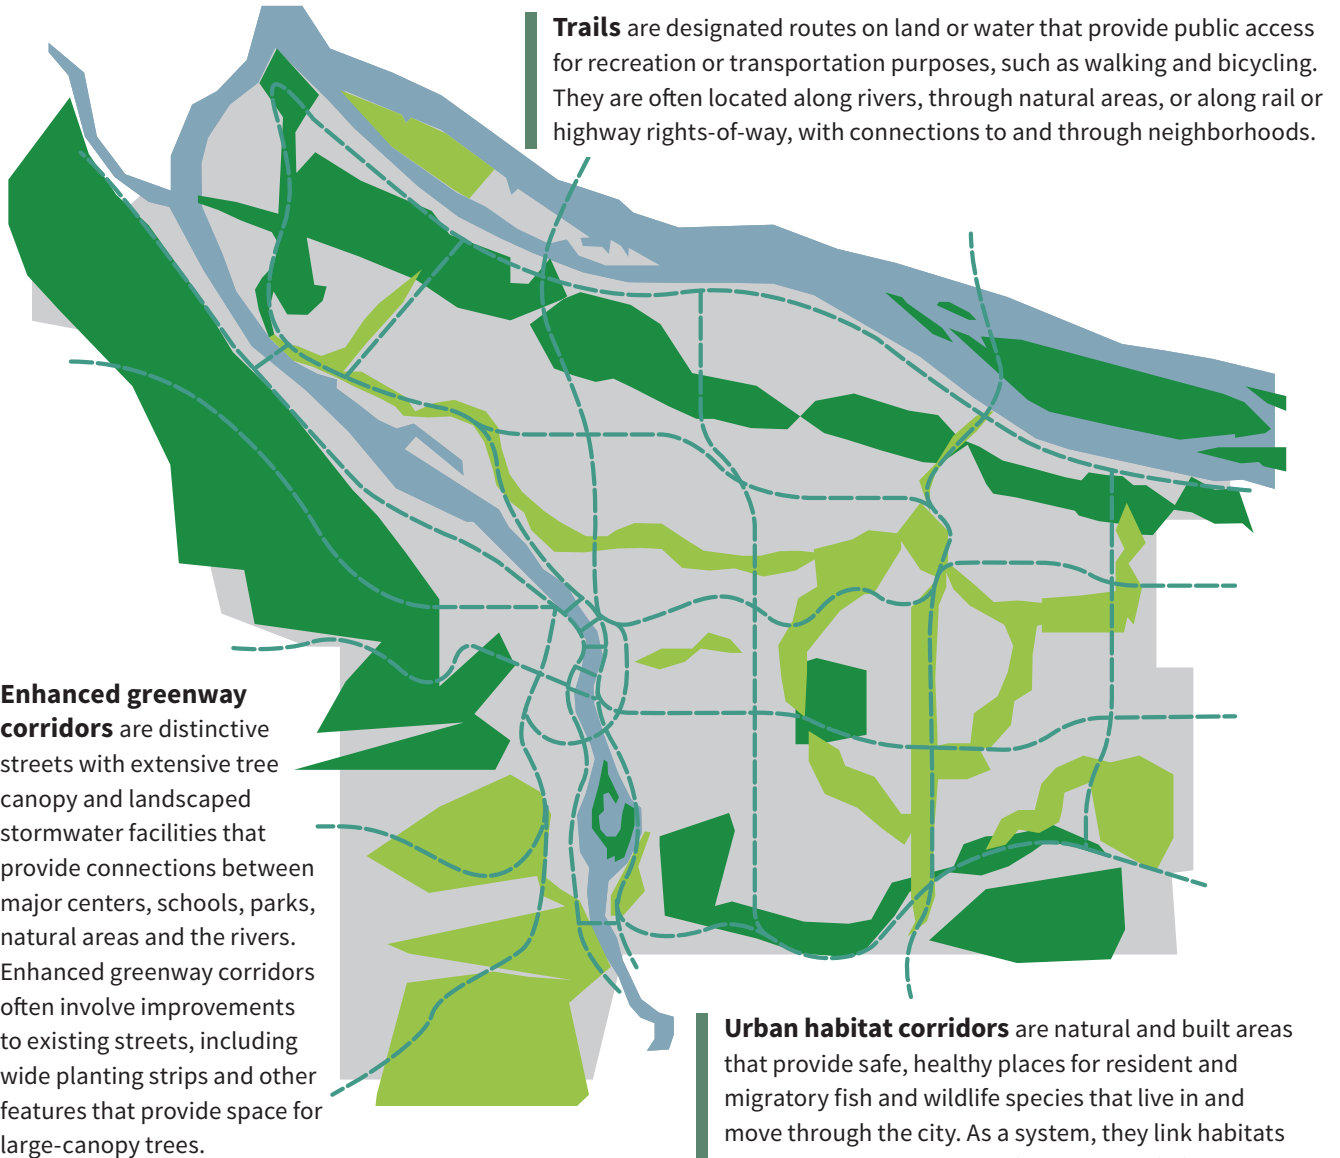 Trails are designated routes on land or water that provide public access
for recreation or transportation purposes, such as walking and bicycling.
They are often located along rivers, through natural areas, or along rail or
highway rights-of-way, with connections to and through neighborhoods.
Enhanced greenway
corridors are distinctive
streets with extensive tree
canopy and landscaped
stormwater facilities that
provide connections between
major centers, schools, parks,
natural areas and the rivers.
Enhanced greenway corridors
often involve improvements
to existing streets, including
wide planting strips and other
features that provide space for
large-canopy trees.
Urban habitat corridors are natural and built areas
that provide safe, healthy places for resident and
migratory fish and wildlife species that live in and
move through the city. As a system, they link habitats